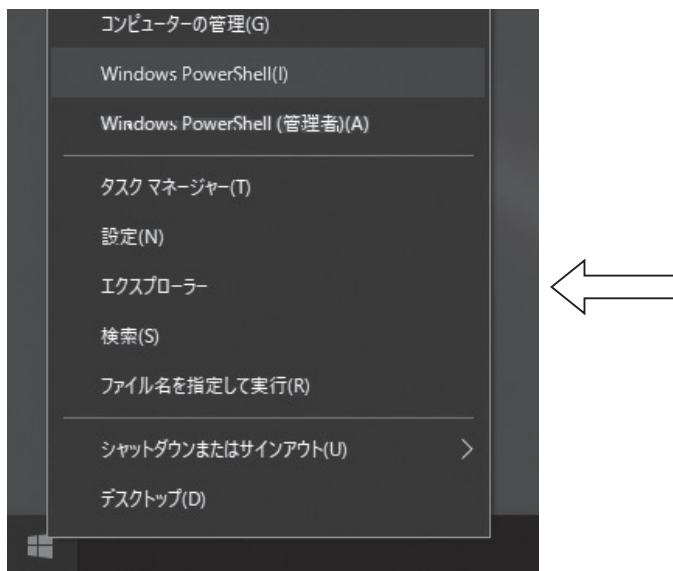 コンピューターの管理(G)
Windows PowerShell(I)
Windows PowerShell (管理者)(A)
タスク マネージャー(T)
設定(N)
エクスプローラー
検索(S)
ファイル名を指定して実行(R)
シャットダウンまたはサインアウト(U)
デスクトップ(D)